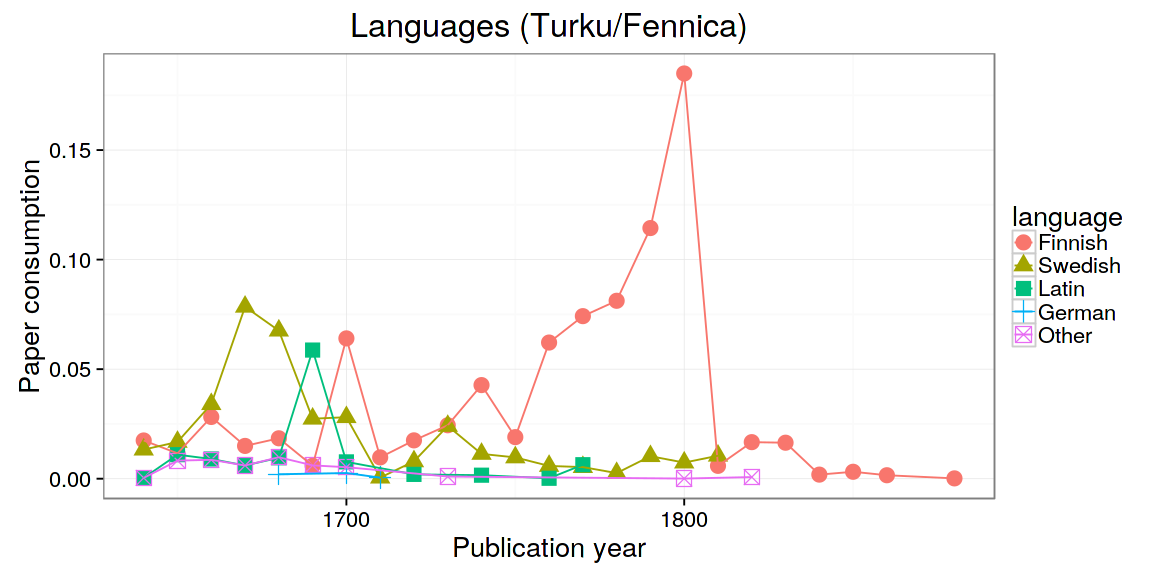 Languages (Turku/Fennica)
Paper consumption
0.15
0.10
0.05
0.00
1700 1800
Publication year
language
Finnish
Swedish
Latin
German
Other